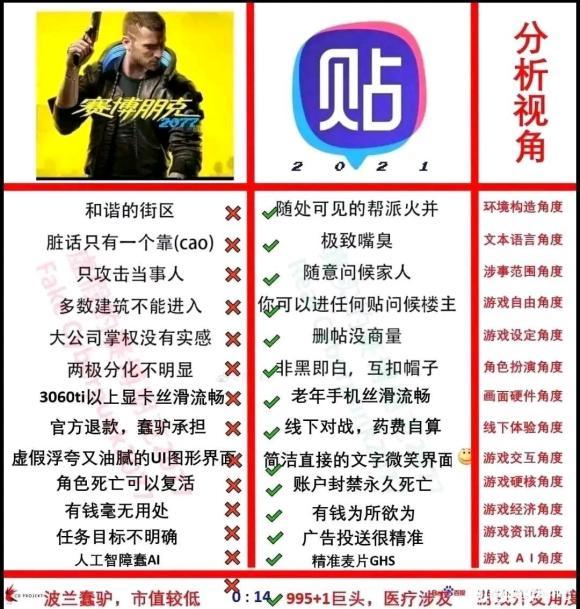 赛博朋克
2077
贴
2 0 2 1
分析视角
和谐的街区 随处可见的帮派火并 环境构造角度
脏话只有一个靠(cao) 极致嘴臭 文本语言角度
只攻击当事人 随意问候家人 涉事范围角度
多数建筑不能进入 你可以进任何贴问候楼主 游戏自由角度
大公司掌权没有实感 删帖没商量 游戏设定角度
两极分化不明显 非黑即白，互扣帽子 角色扮演角度
3060ti以上显卡丝滑流畅 老年手机丝滑流畅 画面硬件角度
官方退款，蠢驴承担 线下对战，药费自算 线下体验角度
虚假浮夸又油腻的UI图形界面 简洁直接的文字微笑界面 游戏交互角度
角色死亡可以复活 账户封禁永久死亡 游戏硬核角度
有钱毫无用处 有钱为所欲为 游戏经济角度
任务目标不明确 广告投送很精准 游戏资讯角度
人工智障蠢AI 精准麦片GHS 游戏 A I 角度
CD PROJEKT 波兰蠢驴，市值较低 0 : 14 995+1巨头，医疗涉及